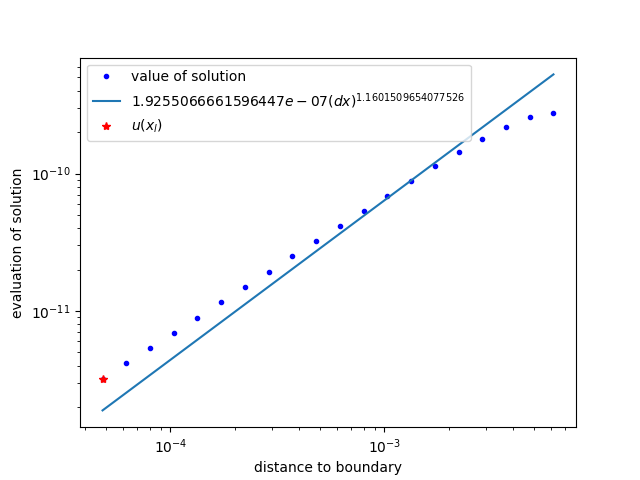 value of solution
1.9255066661596447e − 07(dx)^1.1601509654077526
u(x_l)
10^−10
10^−11
10^−4
10^−3
evaluation of solution
distance to boundary